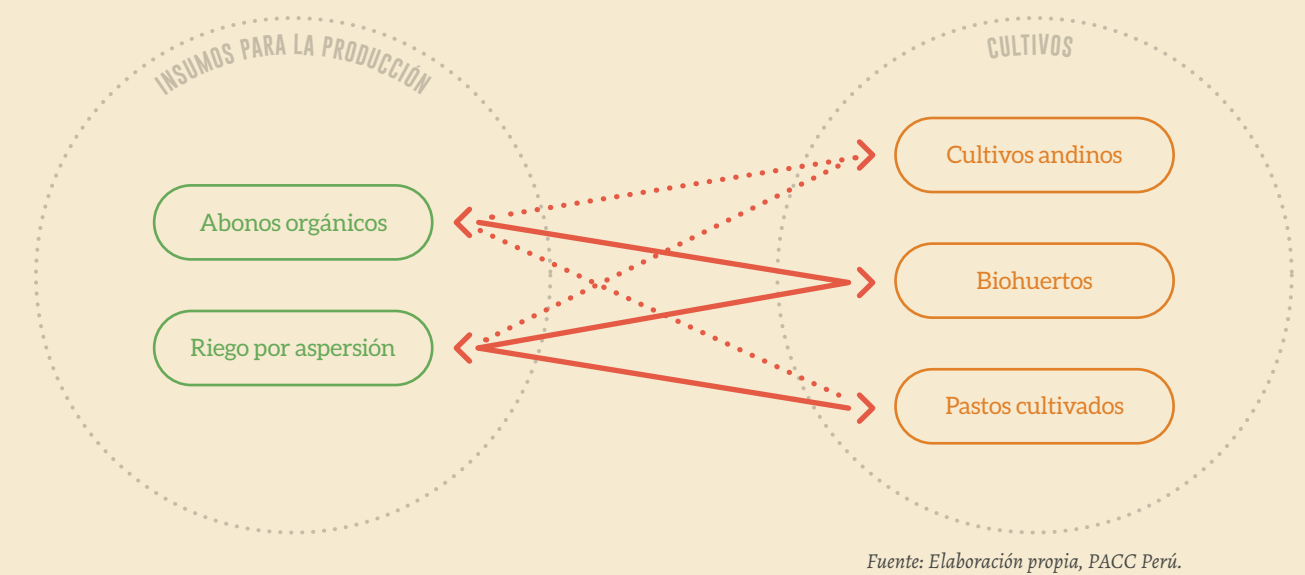 INSUMOS PARA LA PRODUCCIÓN
Abonos orgánicos
Riego por aspersión
CULTIVOS
Cultivos andinos
Biohuertos
Pastos cultivados
Fuente: Elaboración propia, PACC Perú.